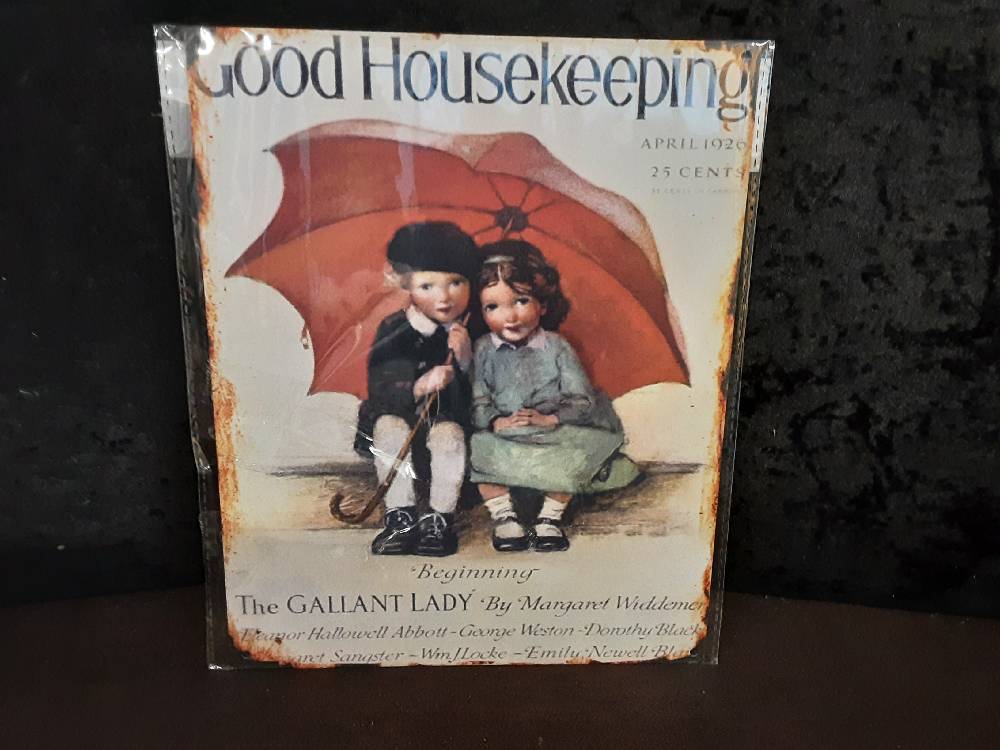 Good Housekeeping
APRIL 1926
25 CENTS
Beginning
The GALLANT LADY By Margaret Widdemer
Eleanor Hallowell Abbott - George Weston - Dorothy Black
Sangster - Wm J Locke - Emily Newell